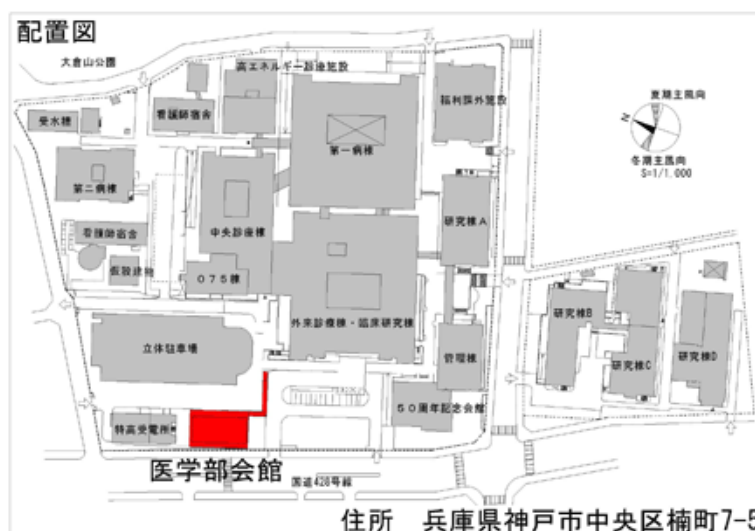 配置図
大倉山公園
高エネルギー診療施設
夏期主風向
N
冬期主風向
S=1/1.000
受水槽
看護師宿舎
福利課外施設
第一病棟
第二病棟
中央診療棟
研究棟A
看護師宿舎
仮設建物
075棟
外来診療棟・臨床研究棟
研究棟B
立体駐車場
管理棟
研究棟C
研究棟D
50周年記念会館
特高受電所
医学部会館
国道428号線
住所 兵庫県神戸市中央区楠町7-5